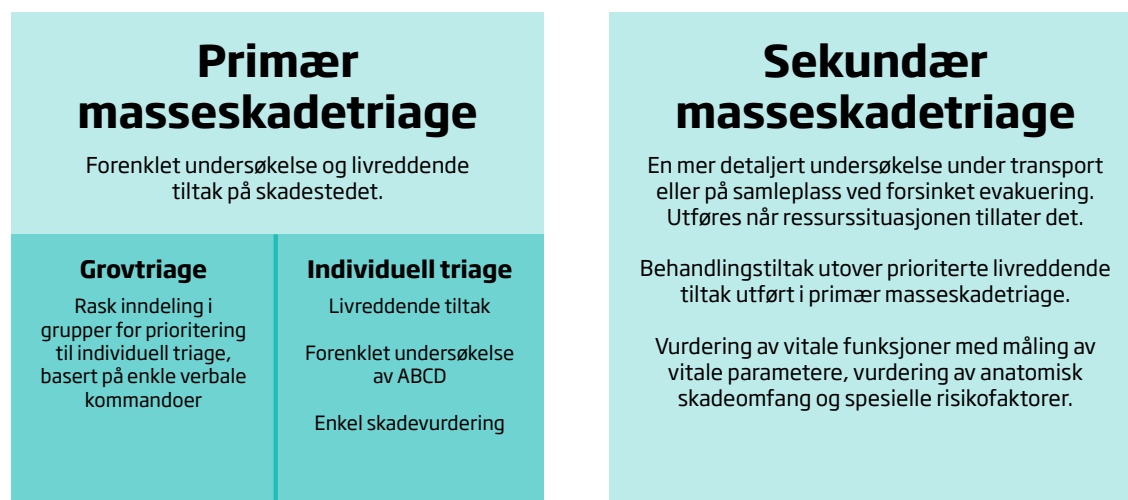 Primær
masseskadetriage
Forenklet undersøkelse og livreddende
tiltak på skadestedet.
Grovtriage
Rask inndeling i
grupper for prioritering
til individuell triage,
basert på enkle verbale
kommandoer
Individuell triage
Livreddende tiltak
Forenklet undersøkelse
av ABCD
Enkel skadevurdering
Sekundær
masseskadetriage
En mer detaljert undersøkelse under transport
eller på samleplass ved forsinket evakuering.
Utføres når ressurssituasjonen tillater det.
Behandlingstiltak utover prioriterte livreddende
tiltak utført i primær masseskadetriage.
Vurdering av vitale funksjoner med måling av
vitale parametere, vurdering av anatomisk
skadeomfang og spesielle risikofaktorer.